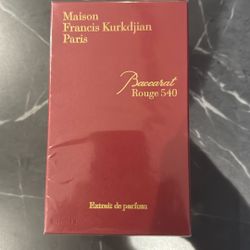 Maison
Francis Kurkdjian
Paris
Baccarat
Rouge 540
Extrait de parfum